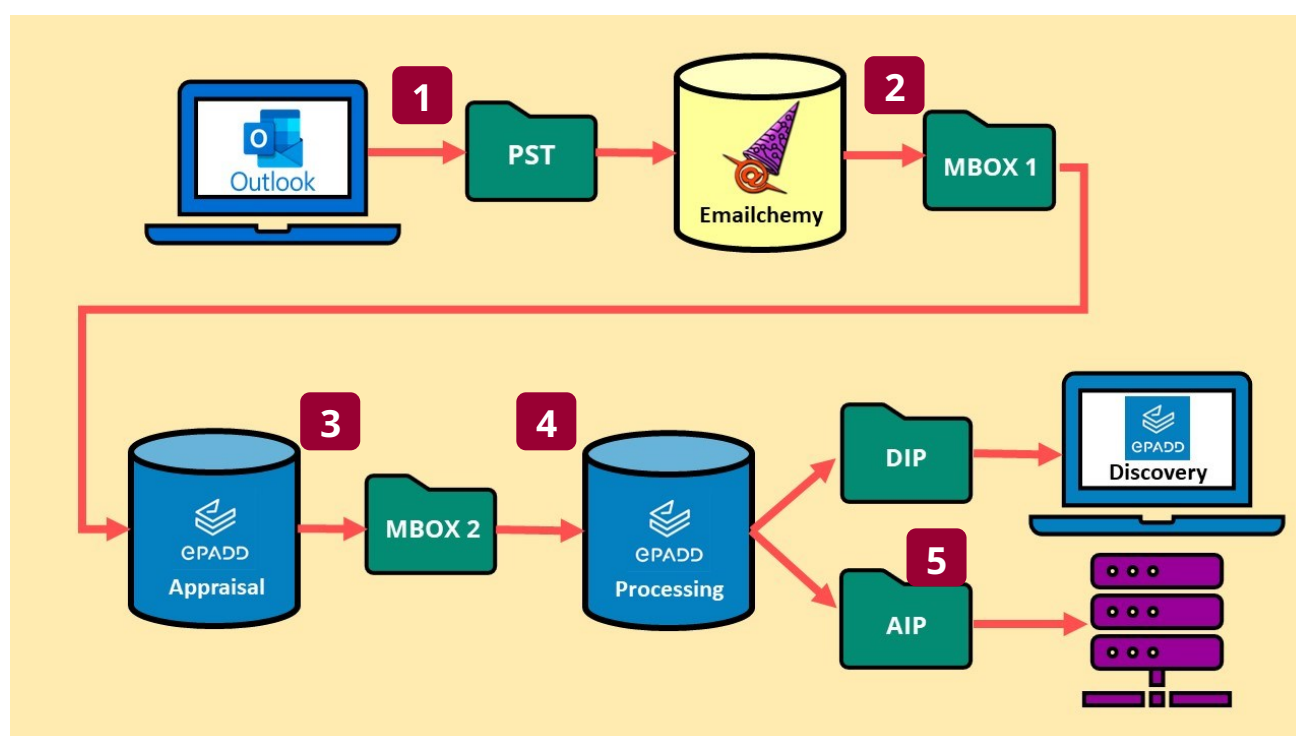 1
2
O
Outlook
PST
Emailchemy
MBOX 1
3
4
ePADD
Appraisal
MBOX 2
ePADD
Processing
DIP
ePADD
Discovery
5
AIP